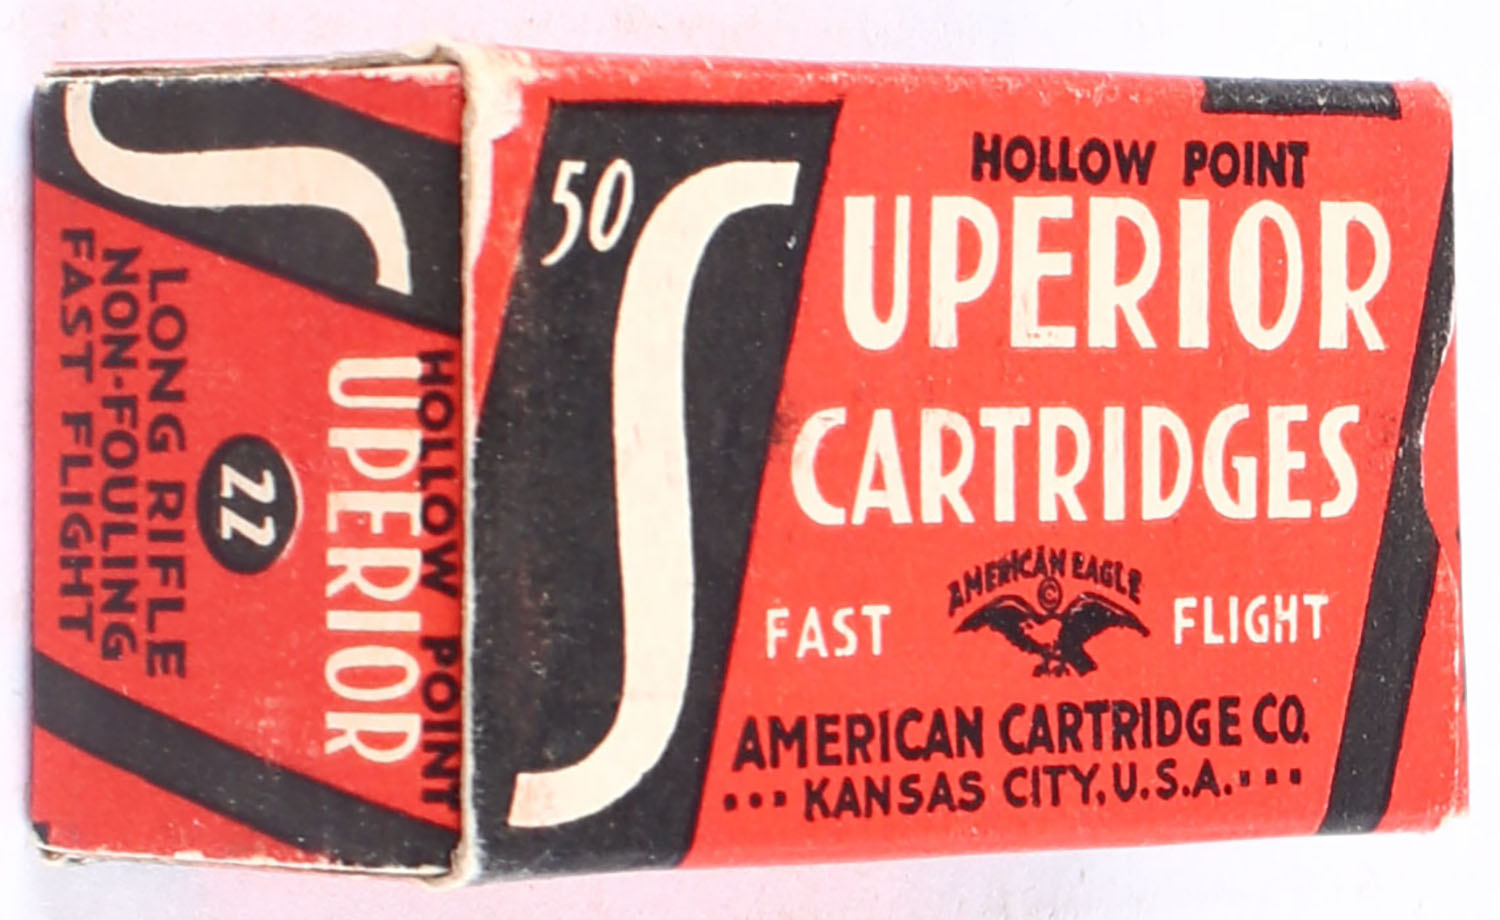 50
HOLLOW POINT
SUPERIOR
CARTRIDGES
AMERICAN EAGLE
©
FAST FLIGHT
AMERICAN CARTRIDGE CO.
••• KANSAS CITY, U.S.A. •••
HOLLOW POINT
SUPERIOR
22
LONG RIFLE
NON-FOULING
FAST FLIGHT